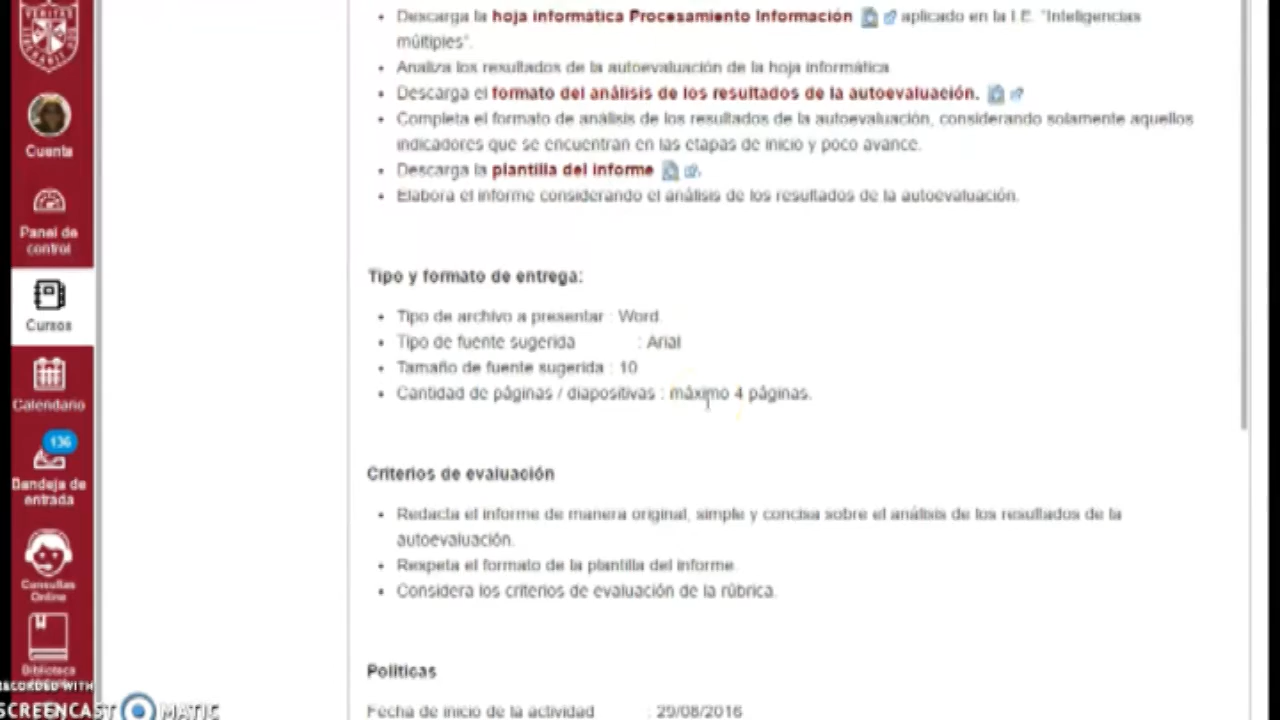 VERITAS
Descarga la hoja informática Procesamiento Información aplicado en la I.E. "Inteligencias
múltiples".
Analiza los resultados de la autoevaluación de la hoja informática
Descarga el formato del análisis de los resultados de la autoevaluación.
Completa el formato de análisis de los resultados de la autoevaluación, considerando solamente aquellos
indicadores que se encuentran en las etapas de inicio y poco avance.
Descarga la plantilla del informe .
Elabora el informe considerando el análisis de los resultados de la autoevaluación.
Tipo y formato de entrega:
Tipo de archivo a presentar : Word.
Tipo de fuente sugerida : Arial
Tamaño de fuente sugerida : 10
Cantidad de páginas / diapositivas : máximo 4 páginas.
Criterios de evaluación
Redacta el informe de manera original, simple y concisa sobre el análisis de los resultados de la
autoevaluación.
Respeta el formato de la plantilla del informe.
Considera los criterios de evaluación de la rúbrica.
Políticas
Fecha de inicio de la actividad : 29/08/2016
Cuenta
Panel de
control
Cursos
Calendario
136
Bandeja de
entrada
Consultas
Online
Biblioteca
RECORDED WITH
SCREENCAST MATIC